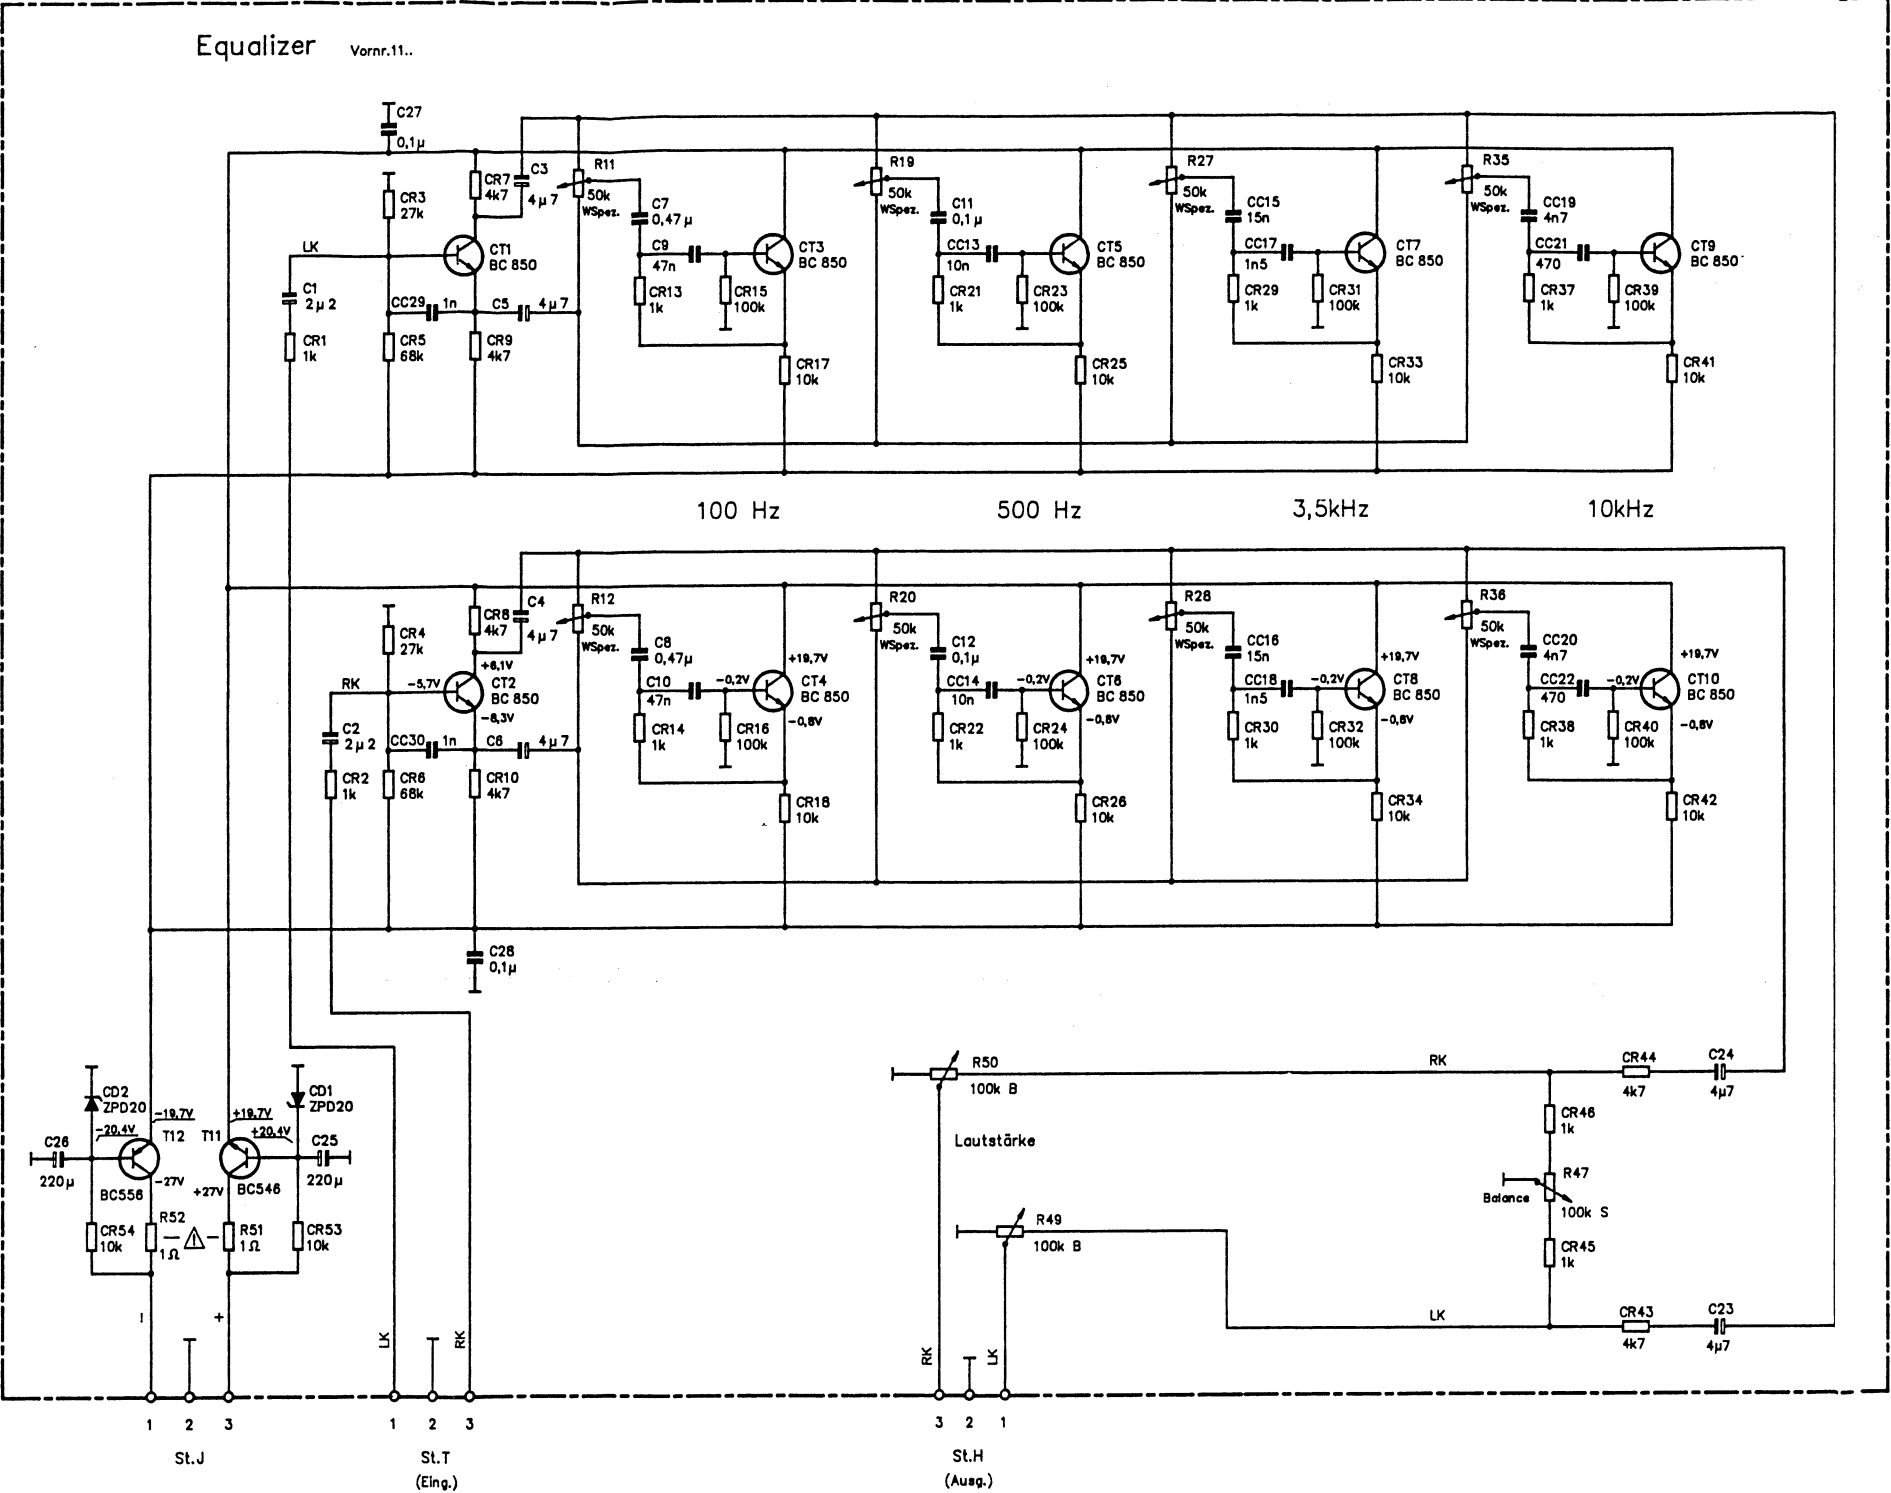 Equalizer Vornr.11..
C27
0,1µ
CR3
27k
CR7
4k7
C3
4µ7
R11
50k
WSpez.
C7
0,47µ
C9
47n
CT3
BC 850
CR13
1k
CR15
100k
CR17
10k
R19
50k
WSpez.
C11
0,1µ
CC13
10n
CT5
BC 850
CR21
1k
CR23
100k
CR25
10k
R27
50k
WSpez.
CC15
15n
CC17
1n5
CT7
BC 850
CR29
1k
CR31
100k
CR33
10k
R35
50k
WSpez.
CC19
4n7
CC21
470
CT9
BC 850
CR37
1k
CR39
100k
CR41
10k
LK
CT1
BC 850
C1
2µ2
CR1
1k
CC29 1n
C5 4µ7
CR5
68k
CR9
4k7
100 Hz 500 Hz 3,5kHz 10kHz
CR4
27k
CR8
4k7
C4
4µ7
R12
50k
WSpez.
C8
0,47µ
C10
47n
-0,2V
+19,7V
CT4
BC 850
-0,8V
CR14
1k
CR16
100k
CR18
10k
R20
50k
WSpez.
C12
0,1µ
CC14
10n
-0,2V
+19,7V
CT6
BC 850
-0,8V
CR22
1k
CR24
100k
CR26
10k
R28
50k
WSpez.
CC16
15n
CC18
1n5
-0,2V
+19,7V
CT8
BC 850
-0,8V
CR30
1k
CR32
100k
CR34
10k
R36
50k
WSpez.
CC20
4n7
CC22
470
-0,2V
+19,7V
CT10
BC 850
-0,8V
CR38
1k
CR40
100k
CR42
10k
RK
-5,7V
+6,1V
CT2
BC 850
-6,3V
C2
2µ2
CR2
1k
CC30 1n
C6 4µ7
CR6
68k
CR10
4k7
C28
0,1µ
CD2
ZPD20
-19,7V
-20,4V
T12
C26
220µ
BC556
-27V
CR54
10k
R52
1Ω
!
CD1
ZPD20
+19,7V
+20,4V
T11
C25
220µ
BC546
+27V
R51
1Ω
CR53
10k
- +
LK
RK
R50
100k B
Lautstärke
R49
100k B
RK
CR44
4k7
C24
4µ7
CR46
1k
R47
100k S
Balance
CR45
1k
LK
CR43
4k7
C23
4µ7
RK
LK
1 2 3
St.J
1 2 3
St.T
(Eing.)
3 2 1
St.H
(Ausg.)